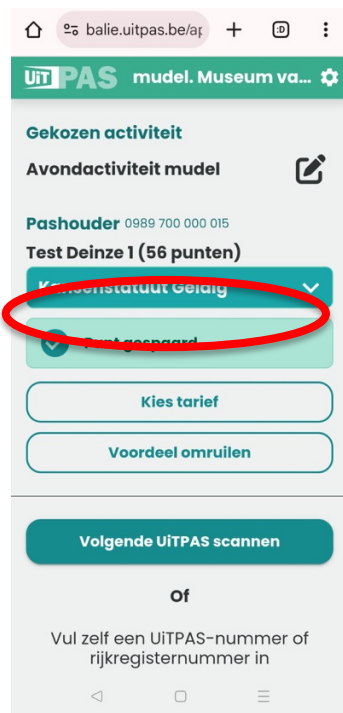 balie.uitpas.be/ap
:D
UiTPAS mudel. Museum va...
Gekozen activiteit
Avondactiviteit mudel
Pashouder 0989 700 000 015
Test Deinze 1 (56 punten)
Kansenstatuut Geldig
Punt gespaard
Kies tarief
Voordeel omruilen
Volgende UiTPAS scannen
Of
Vul zelf een UiTPAS-nummer of
rijkregisternummer in